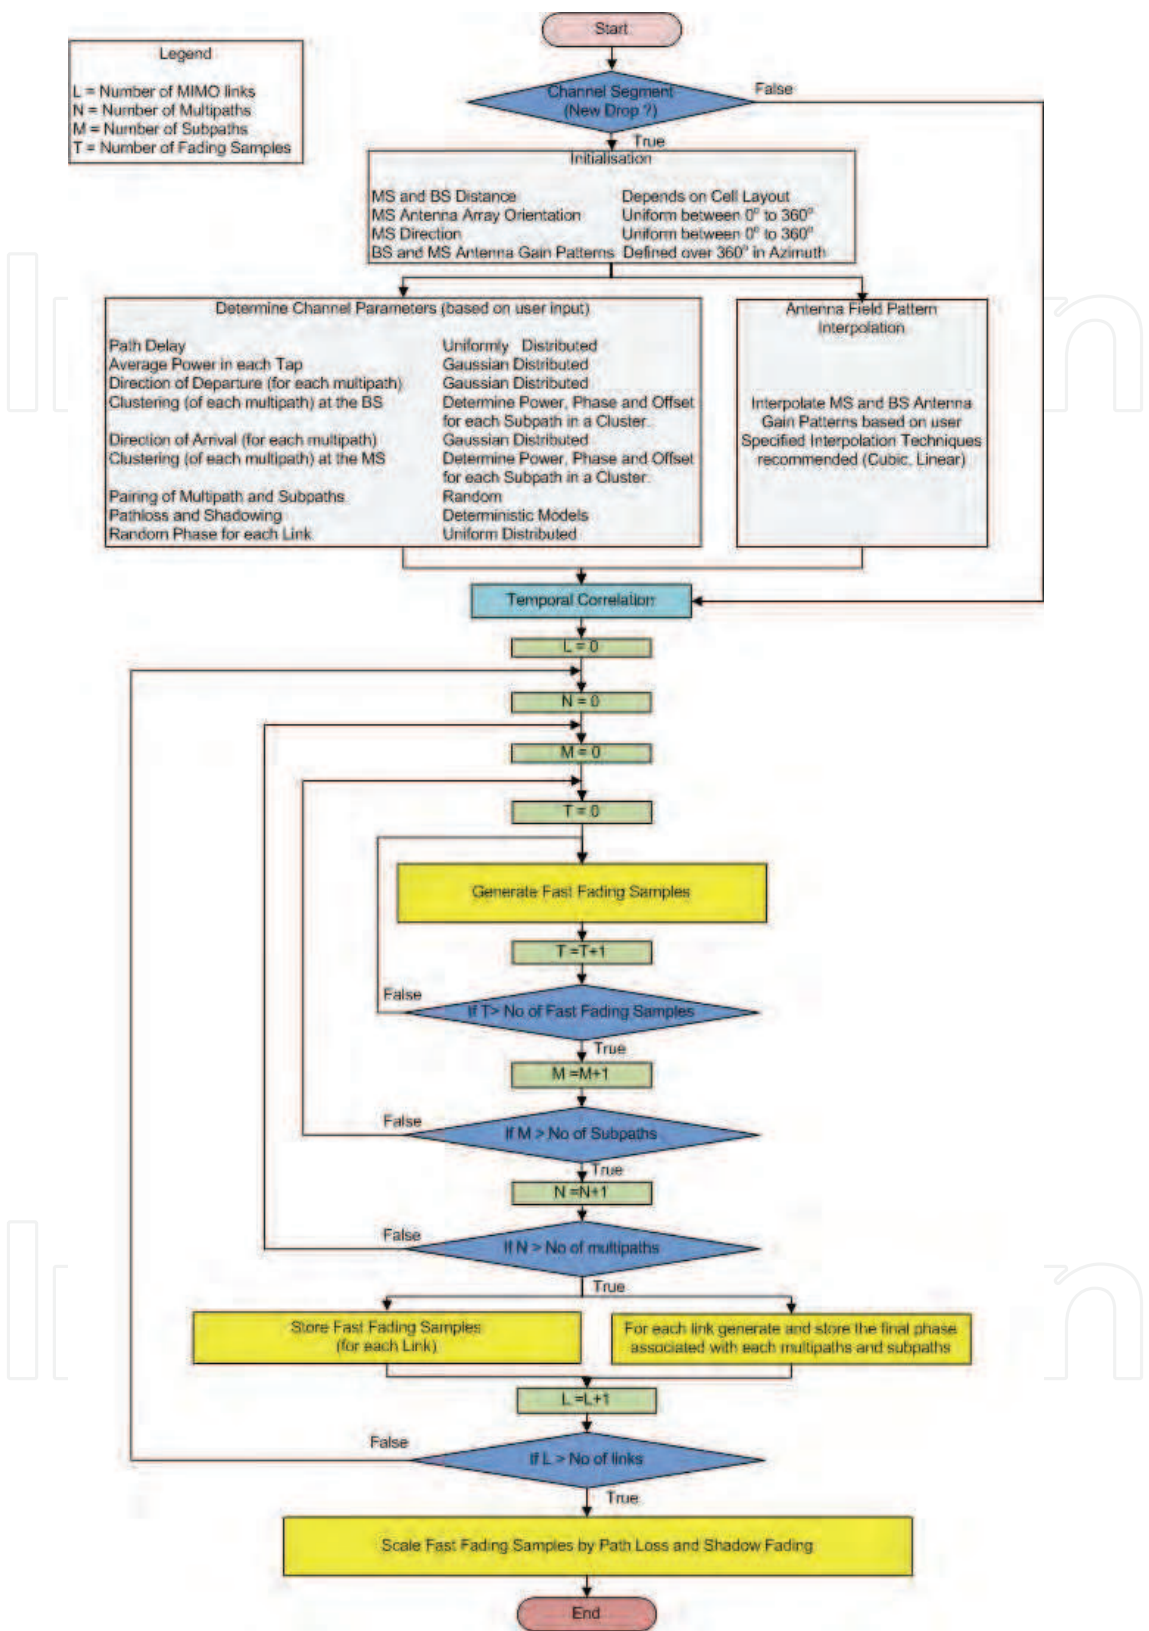 Start
Legend
L = Number of MIMO links
N = Number of Multipaths
M = Number of Subpaths
T = Number of Fading Samples
Channel Segment
(New Drop ?)
False
True
Initialisation
MS and BS Distance Depends on Cell Layout
MS Antenna Array Orientation Uniform between 0° to 360°
MS Direction Uniform between 0° to 360°
BS and MS Antenna Gain Patterns Defined over 360° in Azimuth
Determine Channel Parameters (based on user input)
Path Delay Uniformly Distributed
Average Power in each Tap Gaussian Distributed
Direction of Departure (for each multipath) Gaussian Distributed
Clustering (of each multipath) at the BS Determine Power, Phase and Offset
for each Subpath in a Cluster.
Direction of Arrival (for each multipath) Gaussian Distributed
Clustering (of each multipath) at the MS Determine Power, Phase and Offset
for each Subpath in a Cluster.
Pairing of Multipath and Subpaths Random
Pathloss and Shadowing Deterministic Models
Random Phase for each Link Uniform Distributed
Antenna Field Pattern
Interpolation
Interpolate MS and BS Antenna
Gain Patterns based on user
Specified Interpolation Techniques
recommended (Cubic, Linear)
Temporal Correlation
L = 0
N = 0
M = 0
T = 0
Generate Fast Fading Samples
T =T+1
False
If T> No of Fast Fading Samples
True
M =M+1
False
If M > No of Subpaths
True
N =N+1
False
If N > No of multipaths
True
Store Fast Fading Samples
(for each Link)
For each link generate and store the final phase
associated with each multipaths and subpaths
L =L+1
False
If L > No of links
True
Scale Fast Fading Samples by Path Loss and Shadow Fading
End